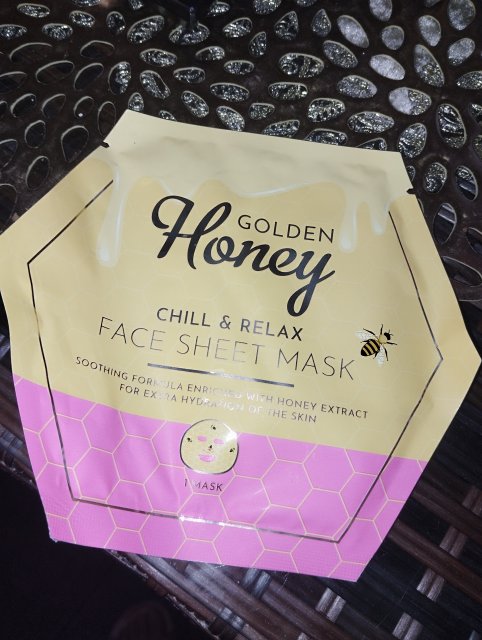 GOLDEN
Honey
CHILL & RELAX
FACE SHEET MASK
SOOTHING FORMULA ENRICHED WITH HONEY EXTRACT
FOR EXTRA HYDRATION OF THE SKIN
1 MASK